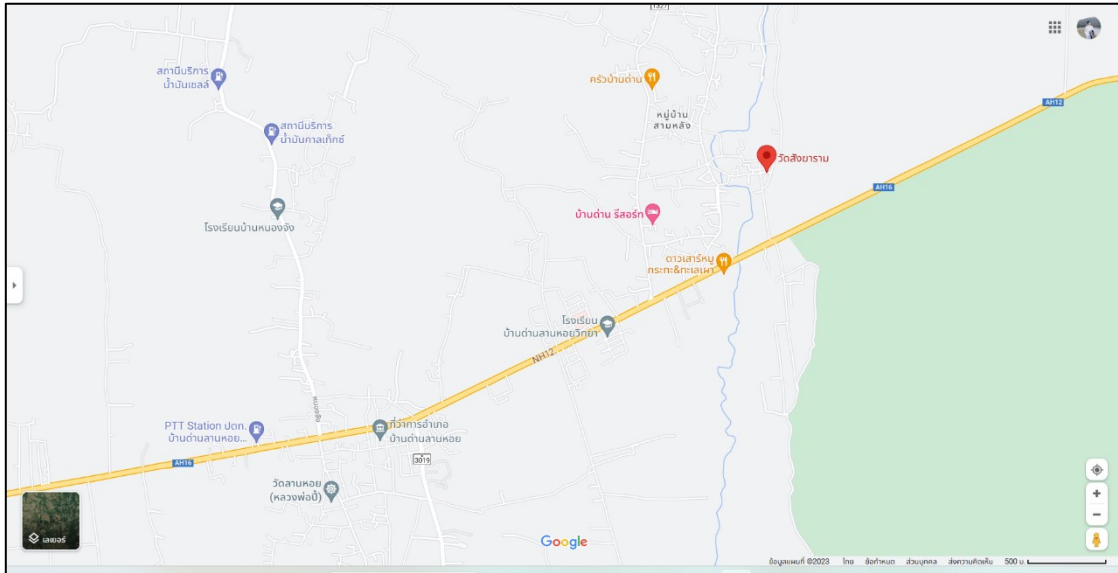 1327
สถานีบริการ
น้ำมันเชลล์
ครัวบ้านด่าน
AH12
หมู่บ้าน
สามหลัง
สถานีบริการ
น้ำมันคาลเท็กซ์
วัดสังฆาราม
AH16
โรงเรียนบ้านหนองจัง
บ้านด่าน รีสอร์ท
ดาวเสาร์หมู
กระทะ&ทะเลเผา
โรงเรียน
บ้านด่านลานหอยวิทยา
NH12
PTT Station ปตท.
บ้านด่านลานหอย...
ที่ว่าการอำเภอ
บ้านด่านลานหอย
AH16
3019
วัดลานหอย
(หลวงพ่อปี้)
เลเยอร์
Google
ข้อมูลแผนที่ ©2023 ไทย ข้อกำหนด ส่วนบุคคล ส่งความคิดเห็น 500 ม.